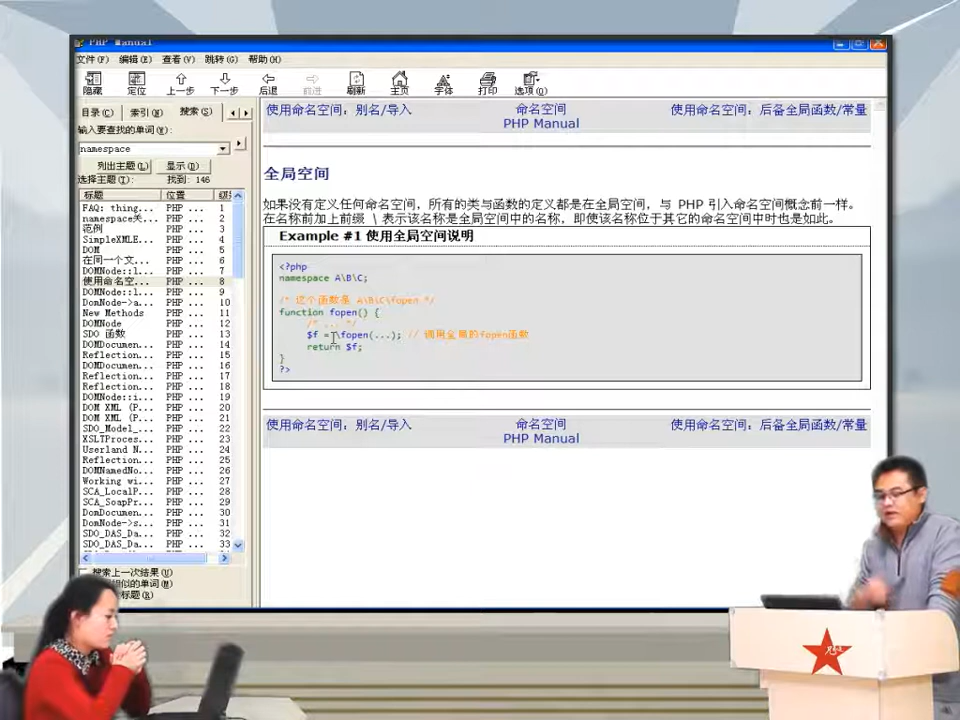 PHP Manual
文件(F) 编辑(E) 查看(V) 跳转(G) 帮助(H)
隐藏 定位 上一步 下一步 后退 前进 刷新 主页 字体 打印 选项(O)
目录(C) 索引(N) 搜索(S)
输入要查找的单词(W):
namespace
列出主题(L) 显示(D)
选择主题(T): 找到: 146
标题 位置
FAQ: thing... PHP ... 1
namespace关... PHP ... 2
范例 PHP ... 3
SimpleXMLE... PHP ... 4
DOM PHP ... 5
在同一个文... PHP ... 6
DOMNode::l... PHP ... 7
使用命名空... PHP ... 8
DOMNode::l... PHP ... 9
DomNode->a... PHP ... 10
New Methods PHP ... 11
DOMNode PHP ... 12
SDO 函数 PHP ... 13
DOMDocumen... PHP ... 14
Reflection... PHP ... 15
DOMDocumen... PHP ... 16
Reflection... PHP ... 17
Reflection... PHP ... 18
DOMNode::i... PHP ... 19
DOM XML (P... PHP ... 20
DOM XML (P... PHP ... 21
SDO_Model_... PHP ... 22
XSLTProces... PHP ... 23
Userland N... PHP ... 24
Reflection... PHP ... 25
DOMNamedNo... PHP ... 26
Working wi... PHP ... 27
SCA_LocalP... PHP ... 28
SCA_SoapPr... PHP ... 29
DomDocumen... PHP ... 30
DomNode->s... PHP ... 31
SDO_DAS_Da... PHP ... 32
SDO_DAS_Da... PHP ... 33
搜索上一次结果(U)
相似的单词(M)
标题(R)
使用命名空间: 别名/导入 命名空间 使用命名空间: 后备全局函数/常量
PHP Manual
全局空间
如果没有定义任何命名空间，所有的类与函数的定义都是在全局空间，与 PHP 引入命名空间概念前一样。
在名称前加上前缀 \ 表示该名称是全局空间中的名称，即使该名称位于其它的命名空间中时也是如此。
Example #1 使用全局空间说明
<?php
namespace A\B\C;
/* 这个函数是 A\B\C\fopen */
function fopen() {
/* ... */
$f = \fopen(...); // 调用全局的fopen函数
return $f;
}
?>
使用命名空间: 别名/导入 命名空间 使用命名空间: 后备全局函数/常量
PHP Manual